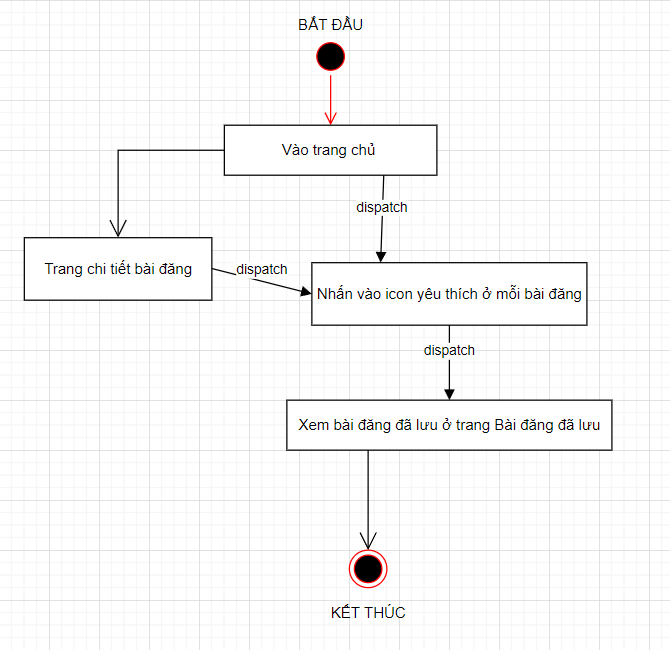 BẮT ĐẦU
Vào trang chủ
dispatch
Trang chi tiết bài đăng
dispatch
Nhấn vào icon yêu thích ở mỗi bài đăng
dispatch
Xem bài đăng đã lưu ở trang Bài đăng đã lưu
KẾT THÚC